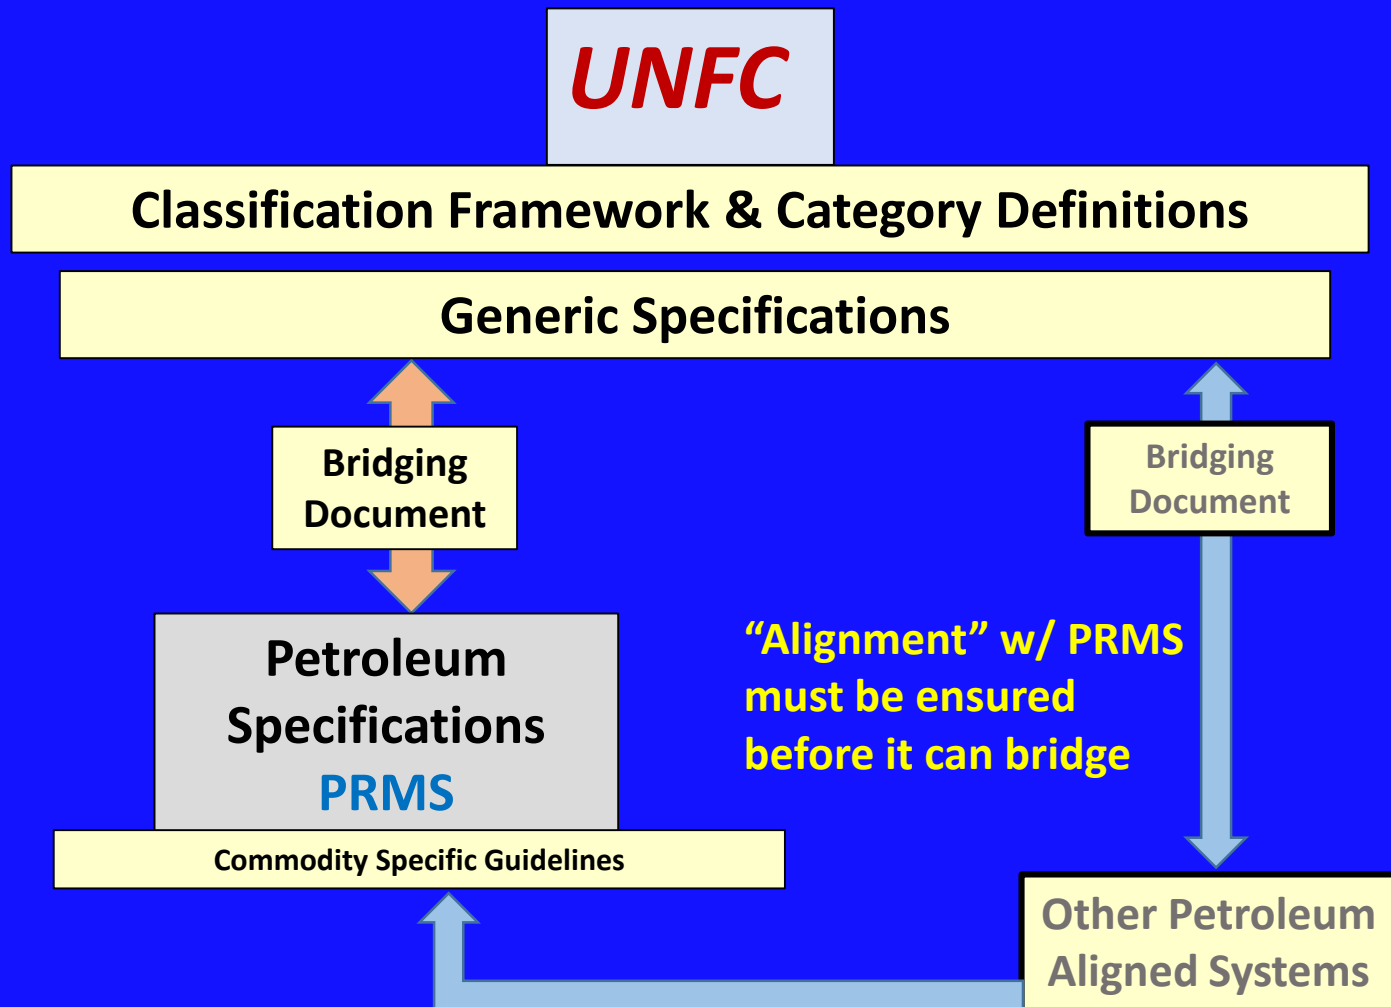 UNFC
Classification Framework & Category Definitions
Generic Specifications
Bridging
Document
Bridging
Document
Petroleum
Specifications
PRMS
“Alignment” w/ PRMS
must be ensured
before it can bridge
Commodity Specific Guidelines
Other Petroleum
Aligned Systems